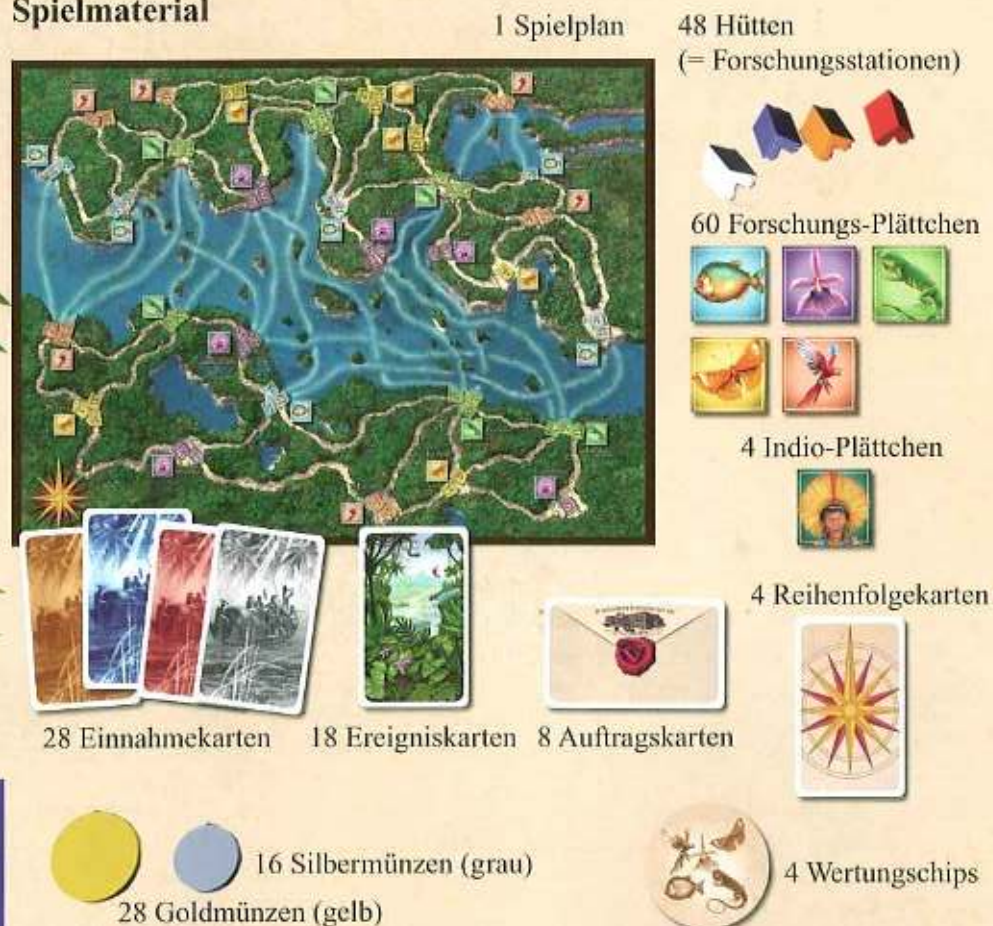 Spielmaterial
1 Spielplan
48 Hütten
(= Forschungsstationen)
60 Forschungs-Plättchen
4 Indio-Plättchen
4 Reihenfolgekarten
28 Einnahmekarten
18 Ereigniskarten
8 Auftragskarten
16 Silbermünzen (grau)
28 Goldmünzen (gelb)
4 Wertungschips